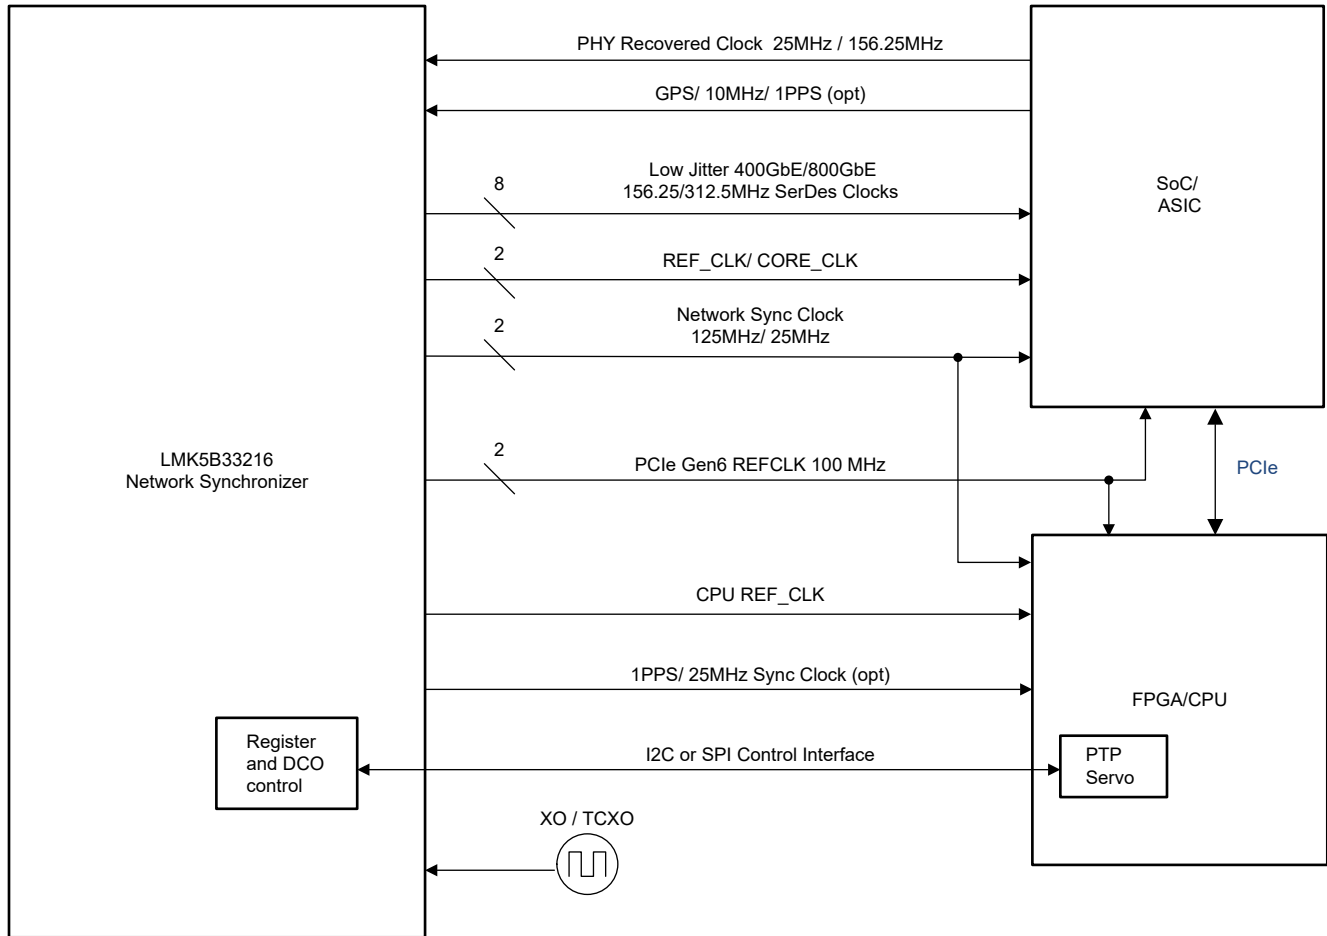 PHY Recovered Clock 25MHz / 156.25MHz
GPS/ 10MHz/ 1PPS (opt)
8
Low Jitter 400GbE/800GbE
156.25/312.5MHz SerDes Clocks
SoC/
ASIC
2
REF_CLK/ CORE_CLK
2
Network Sync Clock
125MHz/ 25MHz
LMK5B33216
Network Synchronizer
2
PCIe Gen6 REFCLK 100 MHz
PCIe
CPU REF_CLK
1PPS/ 25MHz Sync Clock (opt)
FPGA/CPU
Register
and DCO
control
I2C or SPI Control Interface
PTP
Servo
XO / TCXO